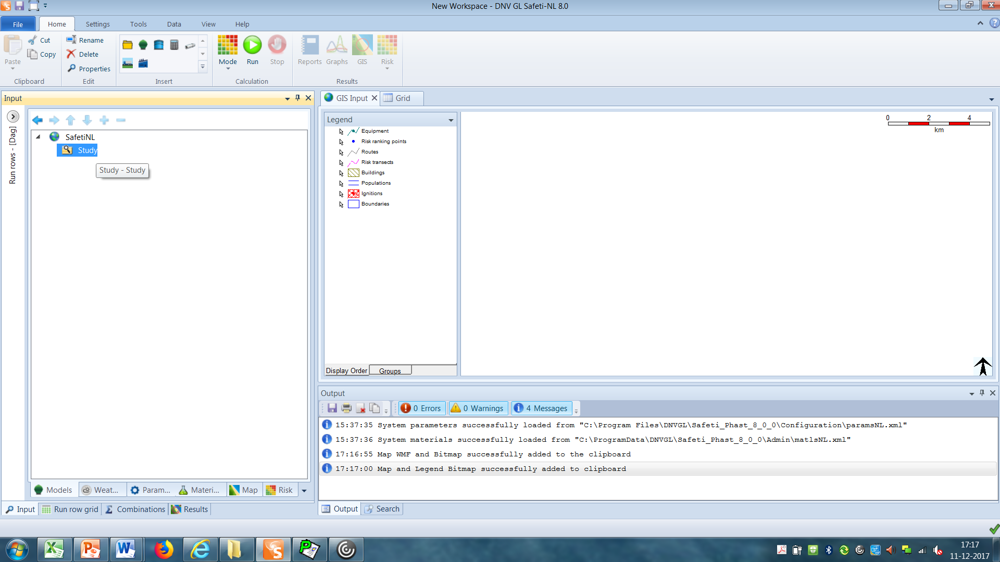 New Workspace - DNV GL Safeti-NL 8.0
File Home Settings Tools Data View Help
Paste Cut Copy
Rename
Delete
Properties
Mode Run Stop
Reports Graphs GIS Risk
Clipboard Edit Insert Calculation Results
Input
Run rows - [Dag]
SafetiNL
Study
Study - Study
Models Weat... Param... Materi... Map Risk
Input Run row grid Combinations Results
GIS Input Grid
Legend
Equipment
Risk ranking points
Routes
Risk transects
Buildings
Populations
Ignitions
Boundaries
Display Order Groups
0 2 4
km
Output
0 Errors 0 Warnings 4 Messages
15:37:35 System parameters successfully loaded from "C:\Program Files\DNVGL\Safeti_Phast_8_0_0\Configuration\paramsNL.xml"
15:37:36 System materials successfully loaded from "C:\ProgramData\DNVGL\Safeti_Phast_8_0_0\Admin\matlsNL.xml"
17:16:55 Map WMF and Bitmap successfully added to the clipboard
17:17:00 Map and Legend Bitmap successfully added to clipboard
Output Search
17:17
11-12-2017